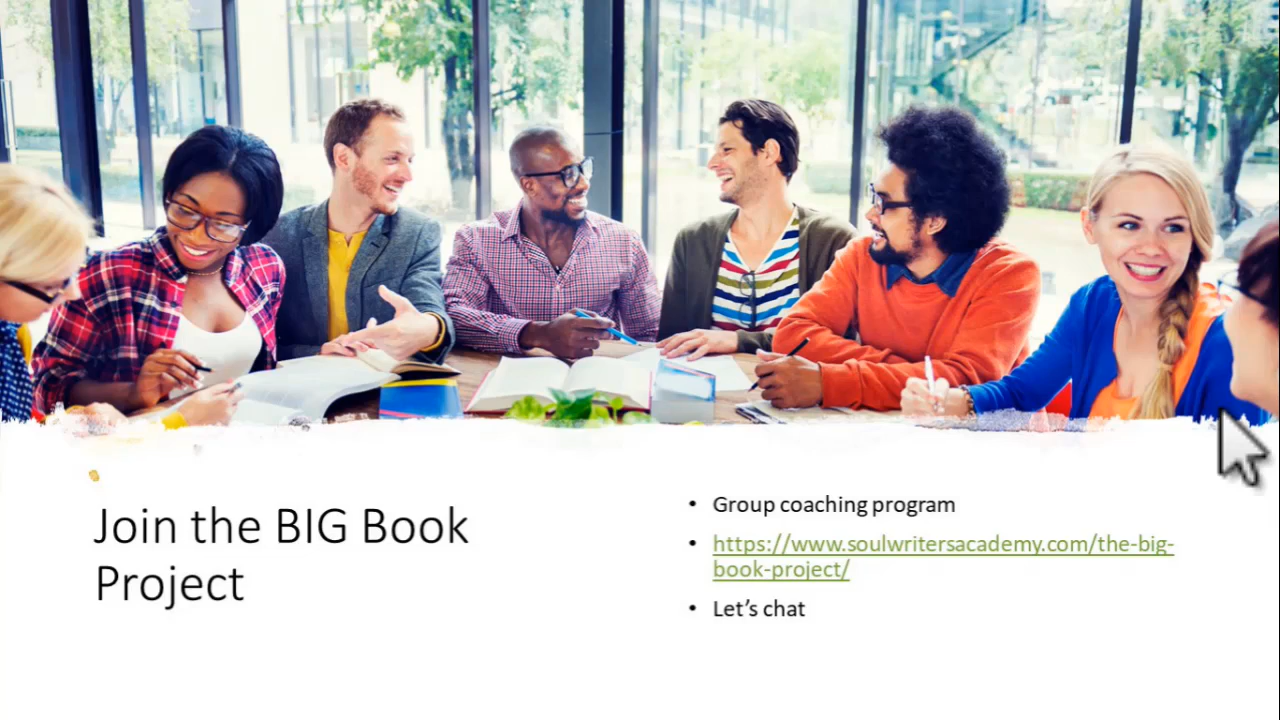 Join the BIG Book
Project
• Group coaching program
• https://www.soulwritersacademy.com/the-big-
book-project/
• Let’s chat